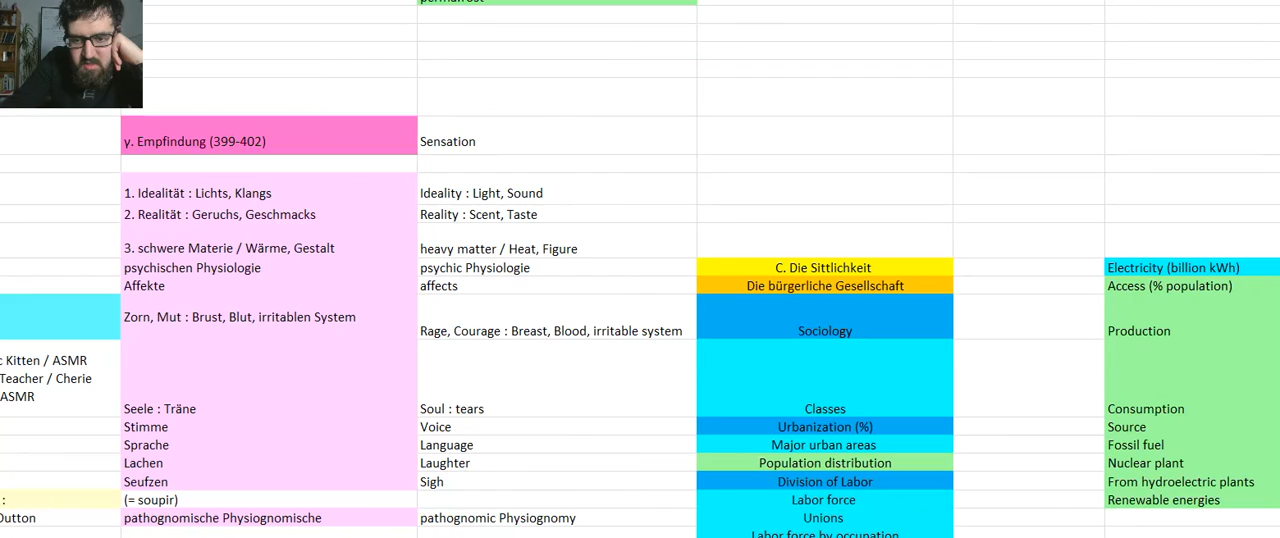 permafrost
γ. Empfindung (399-402)
Sensation
1. Idealität : Lichts, Klangs
Ideality : Light, Sound
2. Realität : Geruchs, Geschmacks
Reality : Scent, Taste
3. schwere Materie / Wärme, Gestalt
heavy matter / Heat, Figure
psychischen Physiologie
psychic Physiologie
C. Die Sittlichkeit
Electricity (billion kWh)
Affekte
affects
Die bürgerliche Gesellschaft
Access (% population)
Zorn, Mut : Brust, Blut, irritablen System
Rage, Courage : Breast, Blood, irritable system
Sociology
Production
c Kitten / ASMR
Teacher / Cherie
ASMR
Seele : Träne
Soul : tears
Classes
Consumption
Stimme
Voice
Urbanization (%)
Source
Sprache
Language
Major urban areas
Fossil fuel
Lachen
Laughter
Population distribution
Nuclear plant
Seufzen
Sigh
Division of Labor
From hydroelectric plants
:
(= soupir)
Labor force
Renewable energies
Dutton
pathognomische Physiognomische
pathognomic Physiognomy
Unions
Labor force by occupation